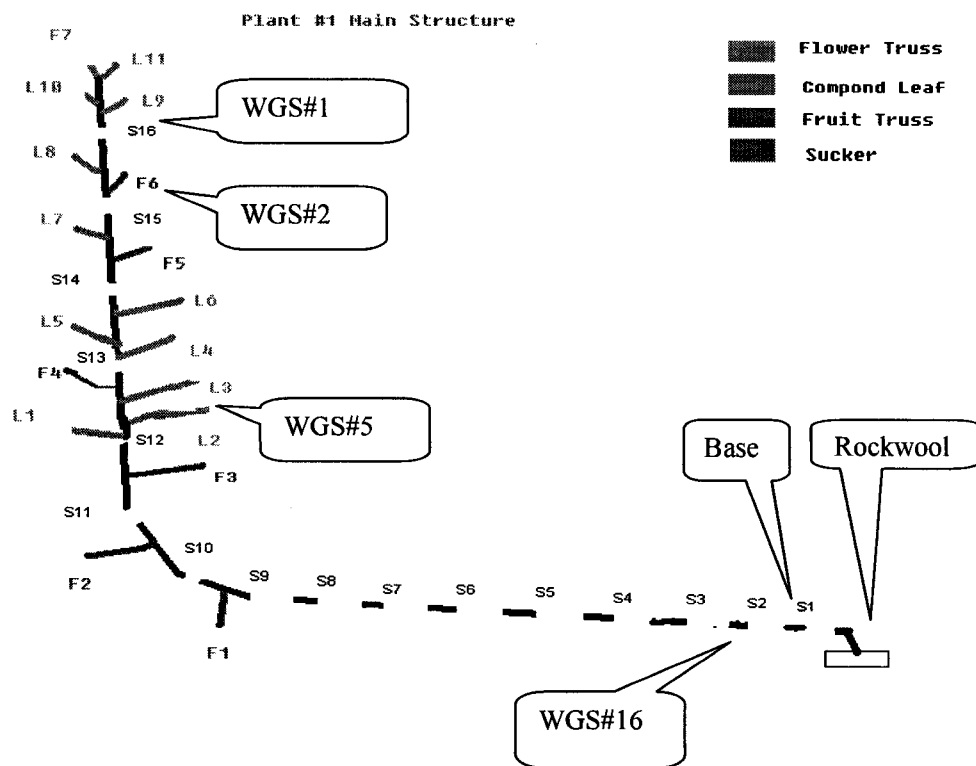 Plant #1 Main Structure
Flower Truss
Compond Leaf
Fruit Truss
Sucker
F7
L11
L10
L9
WGS#1
S16
L8
F6
WGS#2
S15
L7
F5
S14
L6
L5
L4
S13
F4
L3
L1
WGS#5
S12
L2
F3
Base
Rockwool
S11
S10
F2
S9
S8
S7
S6
S5
S4
S3
S2
S1
F1
WGS#16